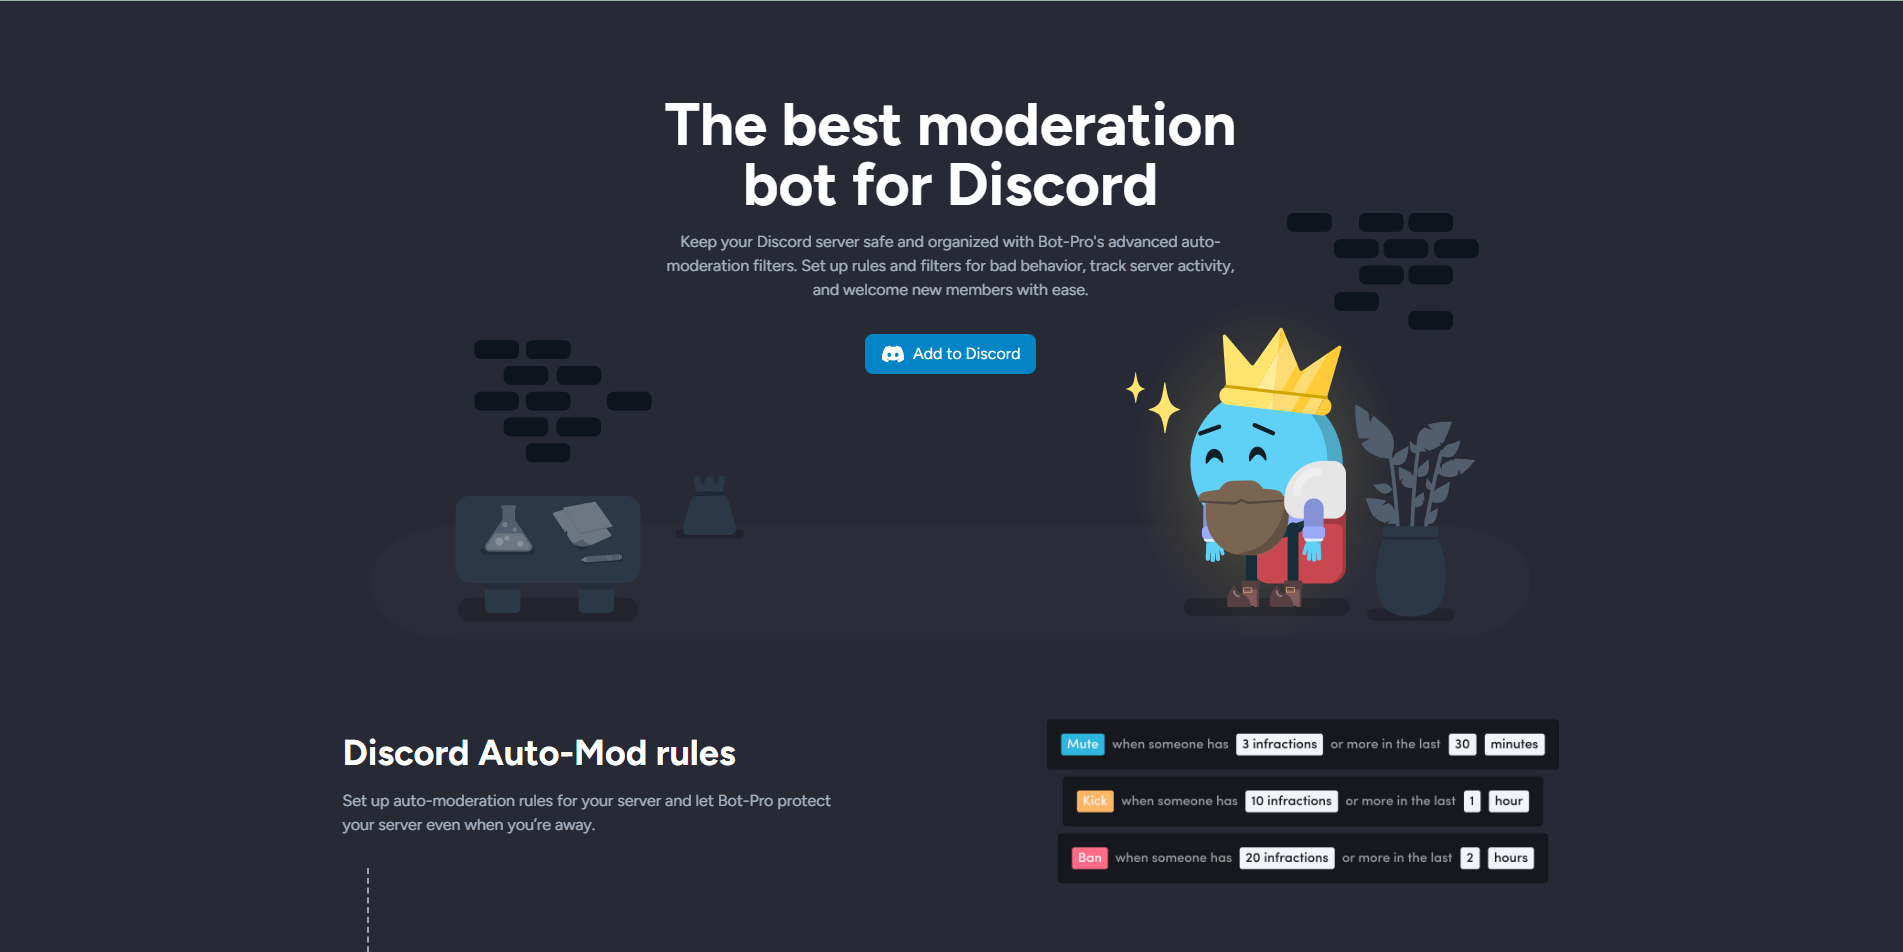 The best moderation
bot for Discord
Keep your Discord server safe and organized with Bot-Pro's advanced auto-
moderation filters. Set up rules and filters for bad behavior, track server activity,
and welcome new members with ease.
Add to Discord
Discord Auto-Mod rules
Set up auto-moderation rules for your server and let Bot-Pro protect
your server even when you’re away.
Mute when someone has 3 infractions or more in the last 30 minutes
Kick when someone has 10 infractions or more in the last 1 hour
Ban when someone has 20 infractions or more in the last 2 hours